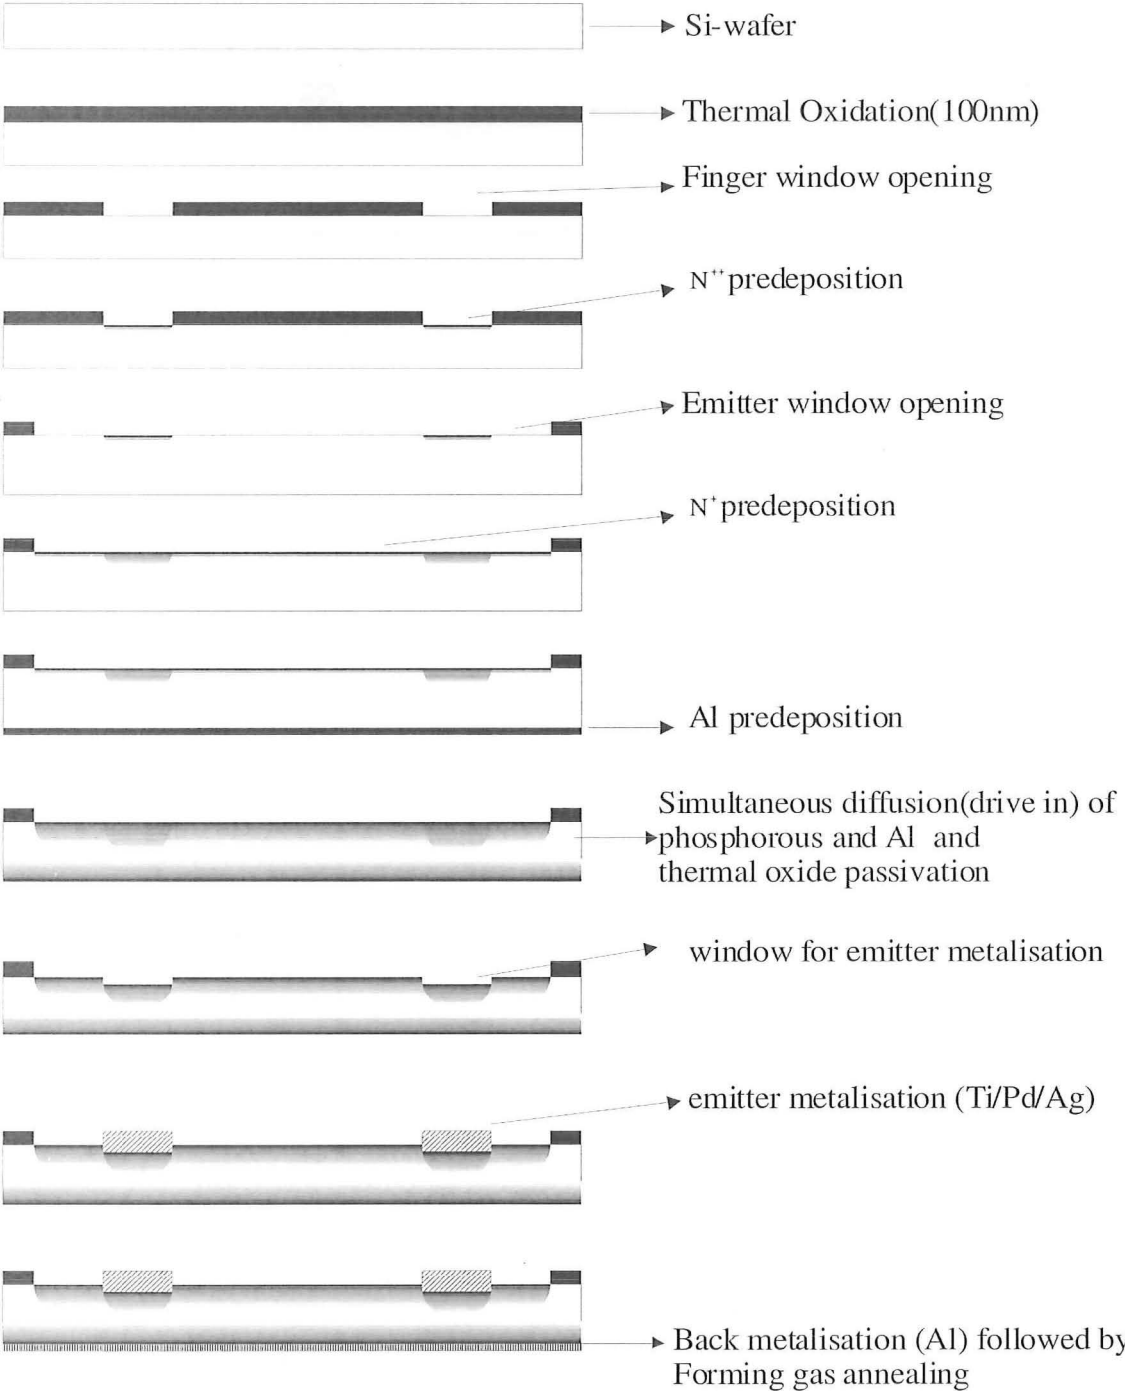 Si-wafer
Thermal Oxidation(100nm)
Finger window opening
N⁺⁺predeposition
Emitter window opening
N⁺predeposition
Al predeposition
Simultaneous diffusion(drive in) of
phosphorous and Al and
thermal oxide passivation
window for emitter metalisation
emitter metalisation (Ti/Pd/Ag)
Back metalisation (Al) followed by
Forming gas annealing